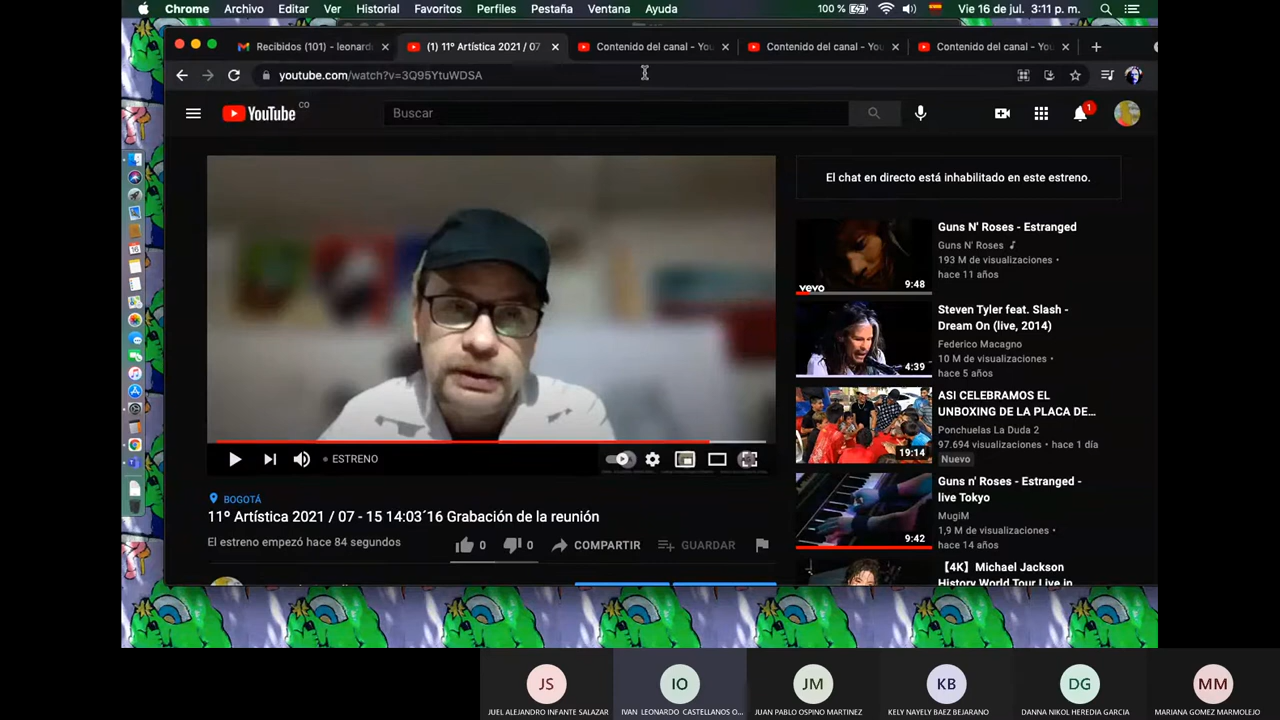 Chrome Archivo Editar Ver Historial Favoritos Perfiles Pestaña Ventana Ayuda 100 % Vie 16 de jul. 3:11 p. m.
Recibidos (101) - leonard (1) 11º Artística 2021 / 07 Contenido del canal - You Contenido del canal - You Contenido del canal - You
youtube.com/watch?v=3Q95YtuWDSA
YouTube CO Buscar 1
El chat en directo está inhabilitado en este estreno.
Guns N' Roses - Estranged
Guns N' Roses
193 M de visualizaciones •
hace 11 años
vevo 9:48
Steven Tyler feat. Slash -
Dream On (live, 2014)
Federico Macagno
10 M de visualizaciones •
hace 5 años
4:39
ASI CELEBRAMOS EL
UNBOXING DE LA PLACA DE...
Ponchuelas La Duda 2
97.694 visualizaciones • hace 1 día
Nuevo
19:14
Guns n' Roses - Estranged -
live Tokyo
MugiM
1,9 M de visualizaciones •
hace 14 años
9:42
【4K】Michael Jackson
History World Tour Live in
• ESTRENO
BOGOTÁ
11º Artística 2021 / 07 - 15 14:03´16 Grabación de la reunión
El estreno empezó hace 84 segundos
0 0 COMPARTIR GUARDAR
JS IO JM KB DG MM
JUEL ALEJANDRO INFANTE SALAZAR IVAN LEONARDO CASTELLANOS O... JUAN PABLO OSPINO MARTINEZ KELY NAYELY BAEZ BEJARANO DANNA NIKOL HEREDIA GARCIA MARIANA GOMEZ MARMOLEJO